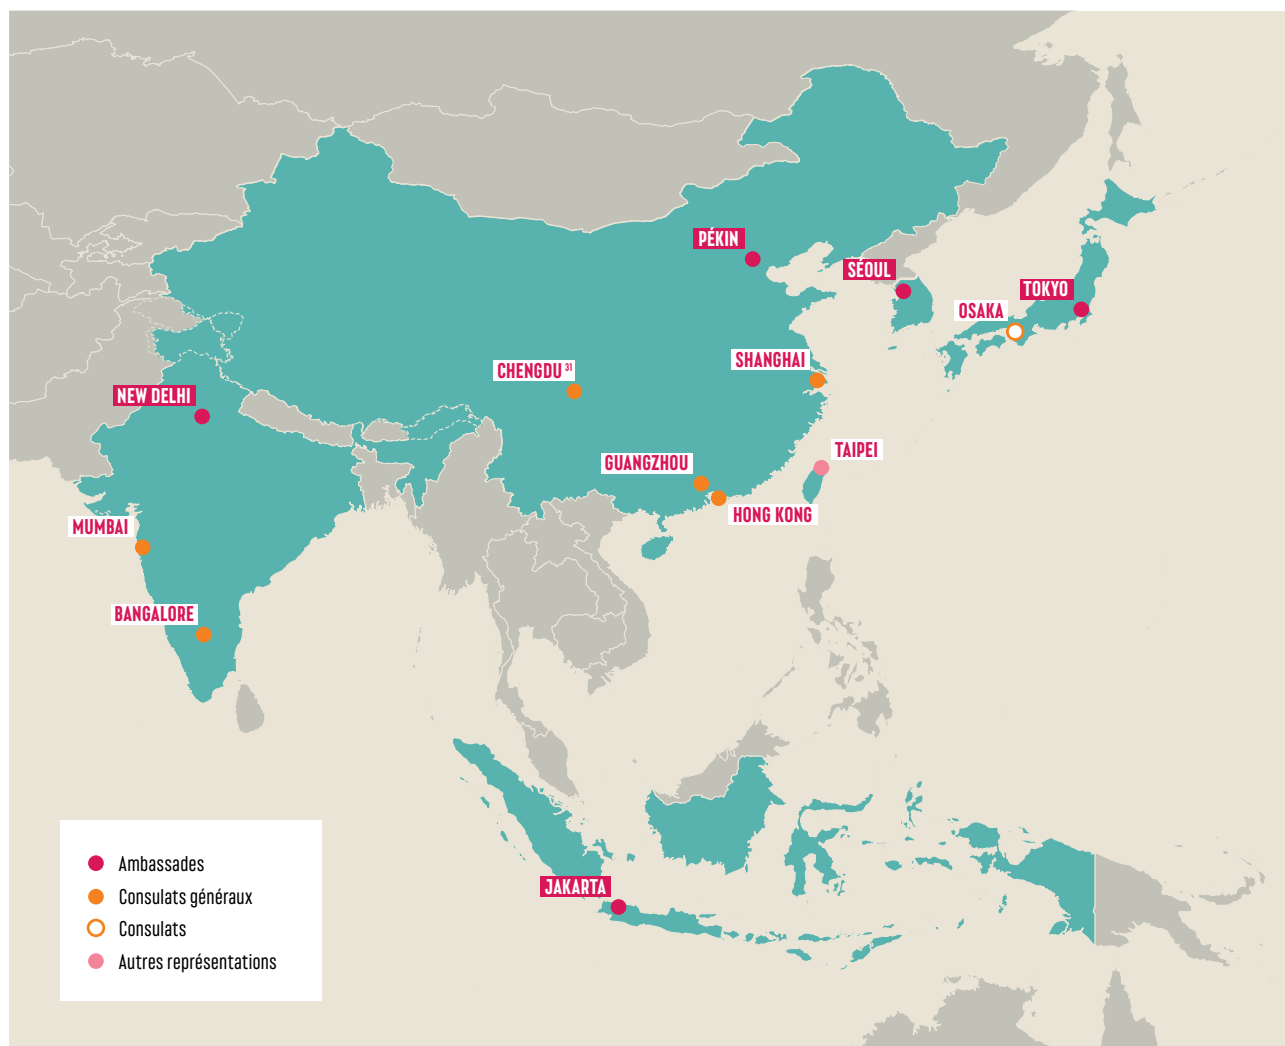 PÉKIN
SÉOUL
TOKYO
OSAKA
SHANGHAI
CHENGDU 31
NEW DELHI
TAIPEI
GUANGZHOU
HONG KONG
MUMBAI
BANGALORE
JAKARTA
Ambassades
Consulats généraux
Consulats
Autres représentations